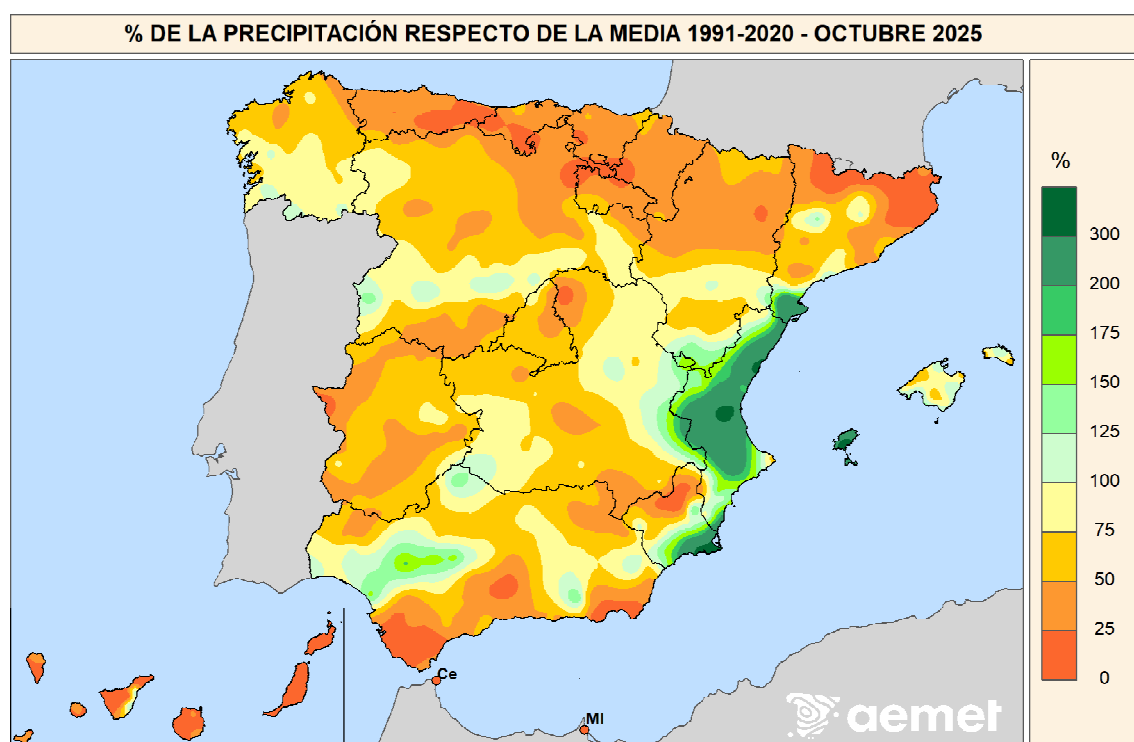 % DE LA PRECIPITACIÓN RESPECTO DE LA MEDIA 1991-2020 - OCTUBRE 2025
%
300
200
175
150
125
100
75
50
25
0
Ce
Ml
aemet